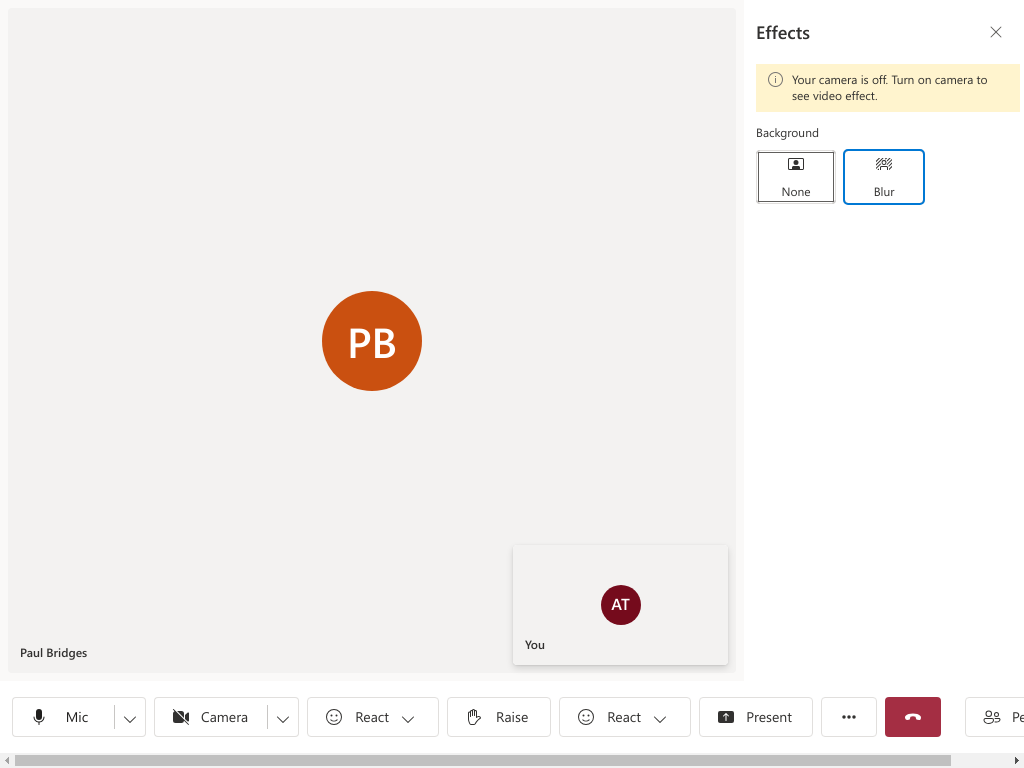 Effects
Your camera is off. Turn on camera to
see video effect.
Background
None
Blur
PB
AT
You
Paul Bridges
Mic
Camera
React
Raise
React
Present
Pe